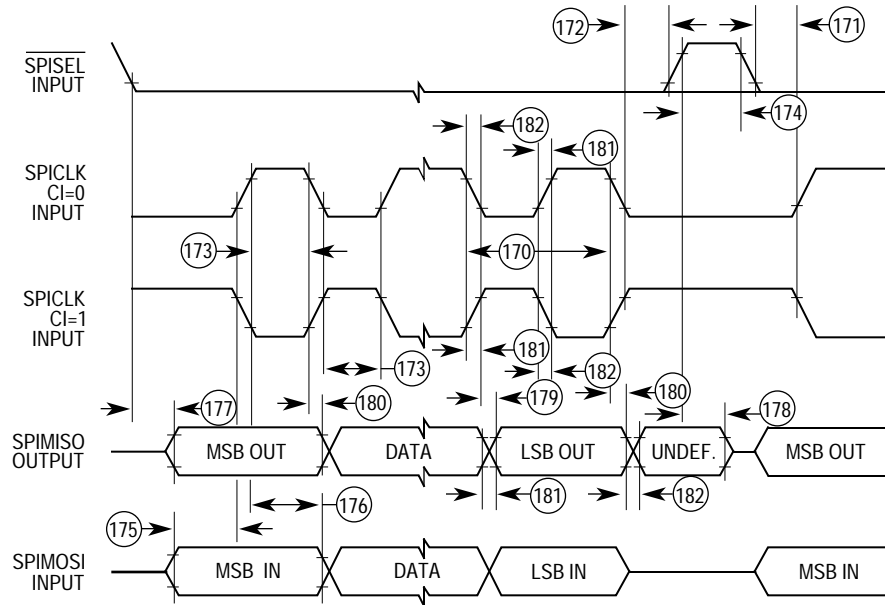 172
171
SPISEL
INPUT
174
182
181
SPICLK
CI=0
INPUT
173
170
SPICLK
CI=1
INPUT
181
173
182
177
180
179
180
178
SPIMISO
OUTPUT
MSB OUT
DATA
LSB OUT
UNDEF.
MSB OUT
181
182
176
175
SPIMOSI
INPUT
MSB IN
DATA
LSB IN
MSB IN